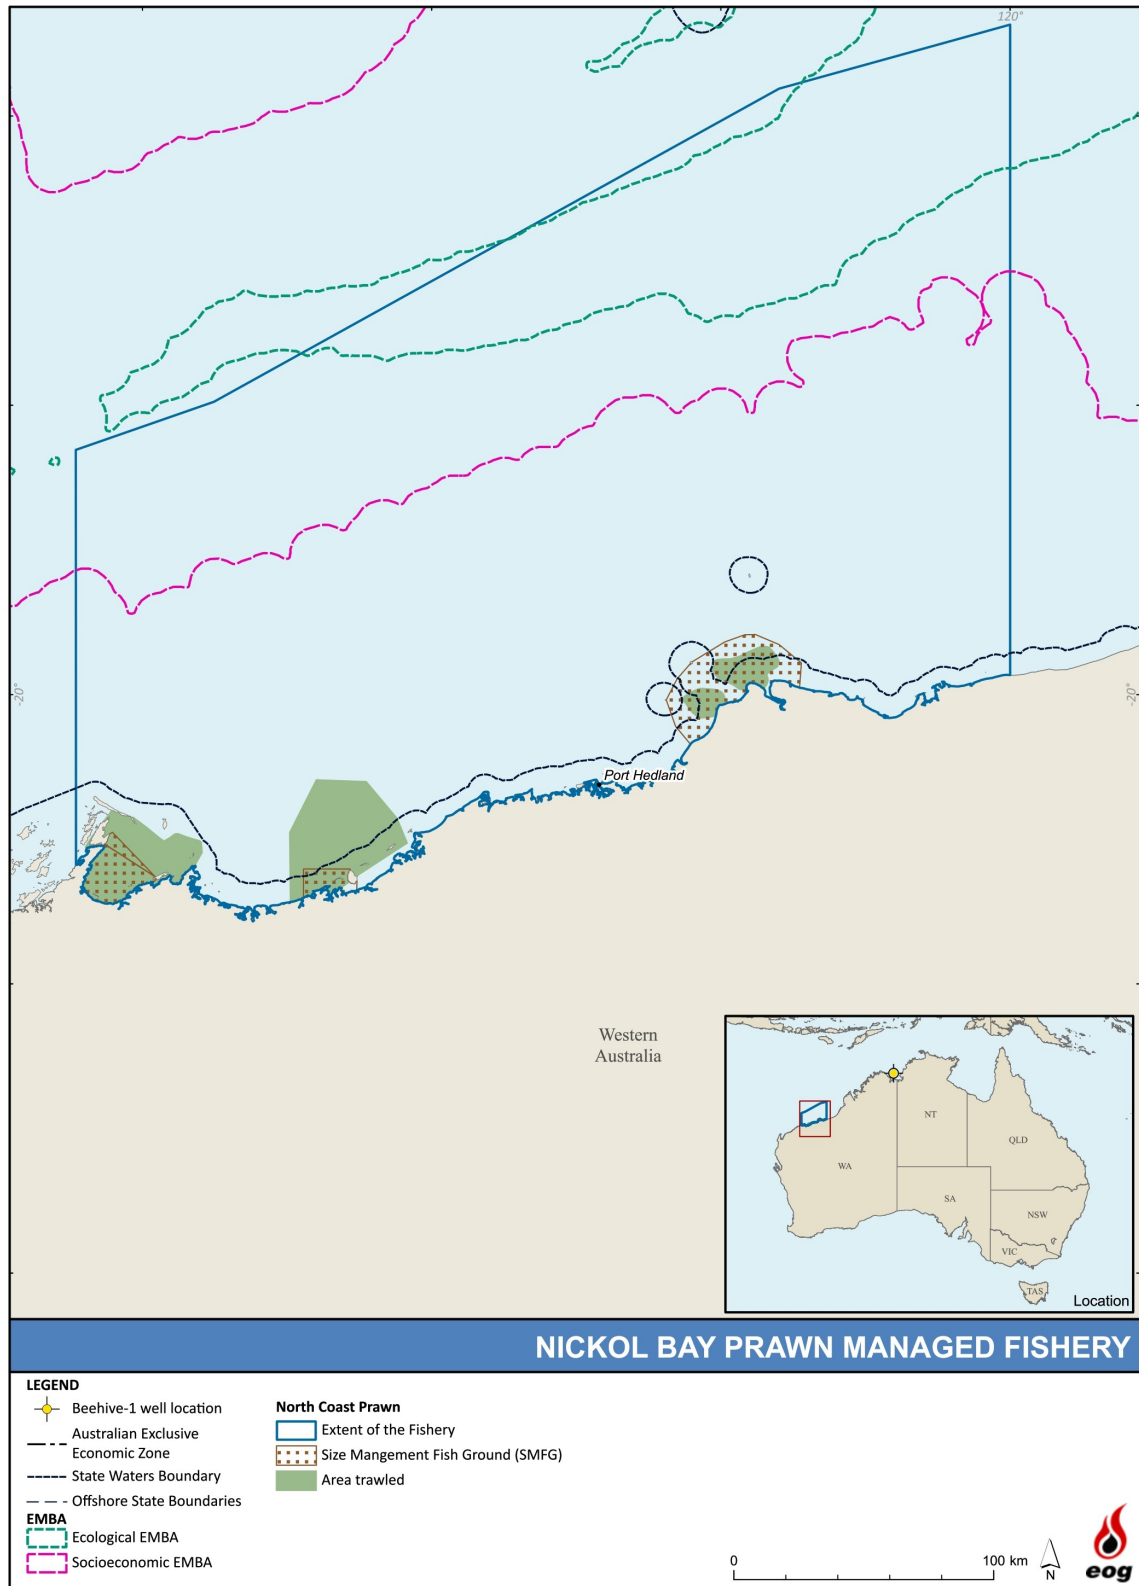 120°
-20°
-20°
Port Hedland
Western
Australia
NT
QLD
WA
SA
NSW
VIC
TAS
Location
NICKOL BAY PRAWN MANAGED FISHERY
LEGEND
Beehive-1 well location
Australian Exclusive
Economic Zone
State Waters Boundary
Offshore State Boundaries
EMBA
Ecological EMBA
Socioeconomic EMBA
North Coast Prawn
Extent of the Fishery
Size Mangement Fish Ground (SMFG)
Area trawled
0
100 km
N
eog